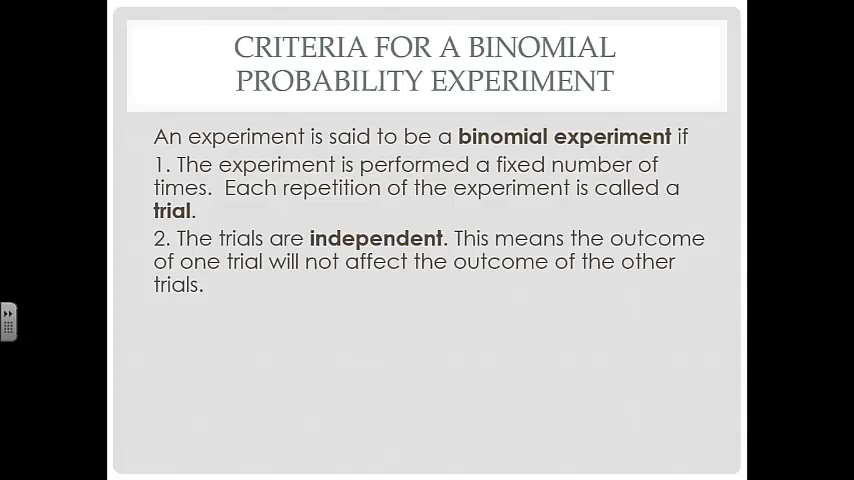 CRITERIA FOR A BINOMIAL
PROBABILITY EXPERIMENT
An experiment is said to be a binomial experiment if
1. The experiment is performed a fixed number of
times. Each repetition of the experiment is called a
trial.
2. The trials are independent. This means the outcome
of one trial will not affect the outcome of the other
trials.